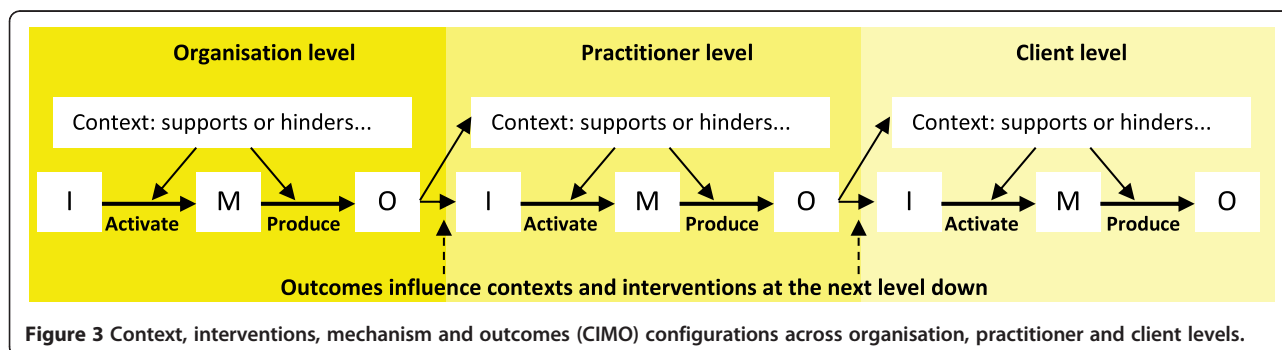 Organisation level Practitioner level Client level
Context: supports or hinders... Context: supports or hinders... Context: supports or hinders...
I M O I M O I M O
Activate Produce Activate Produce Activate Produce
Outcomes influence contexts and interventions at the next level down
Figure 3 Context, interventions, mechanism and outcomes (CIMO) configurations across organisation, practitioner and client levels.